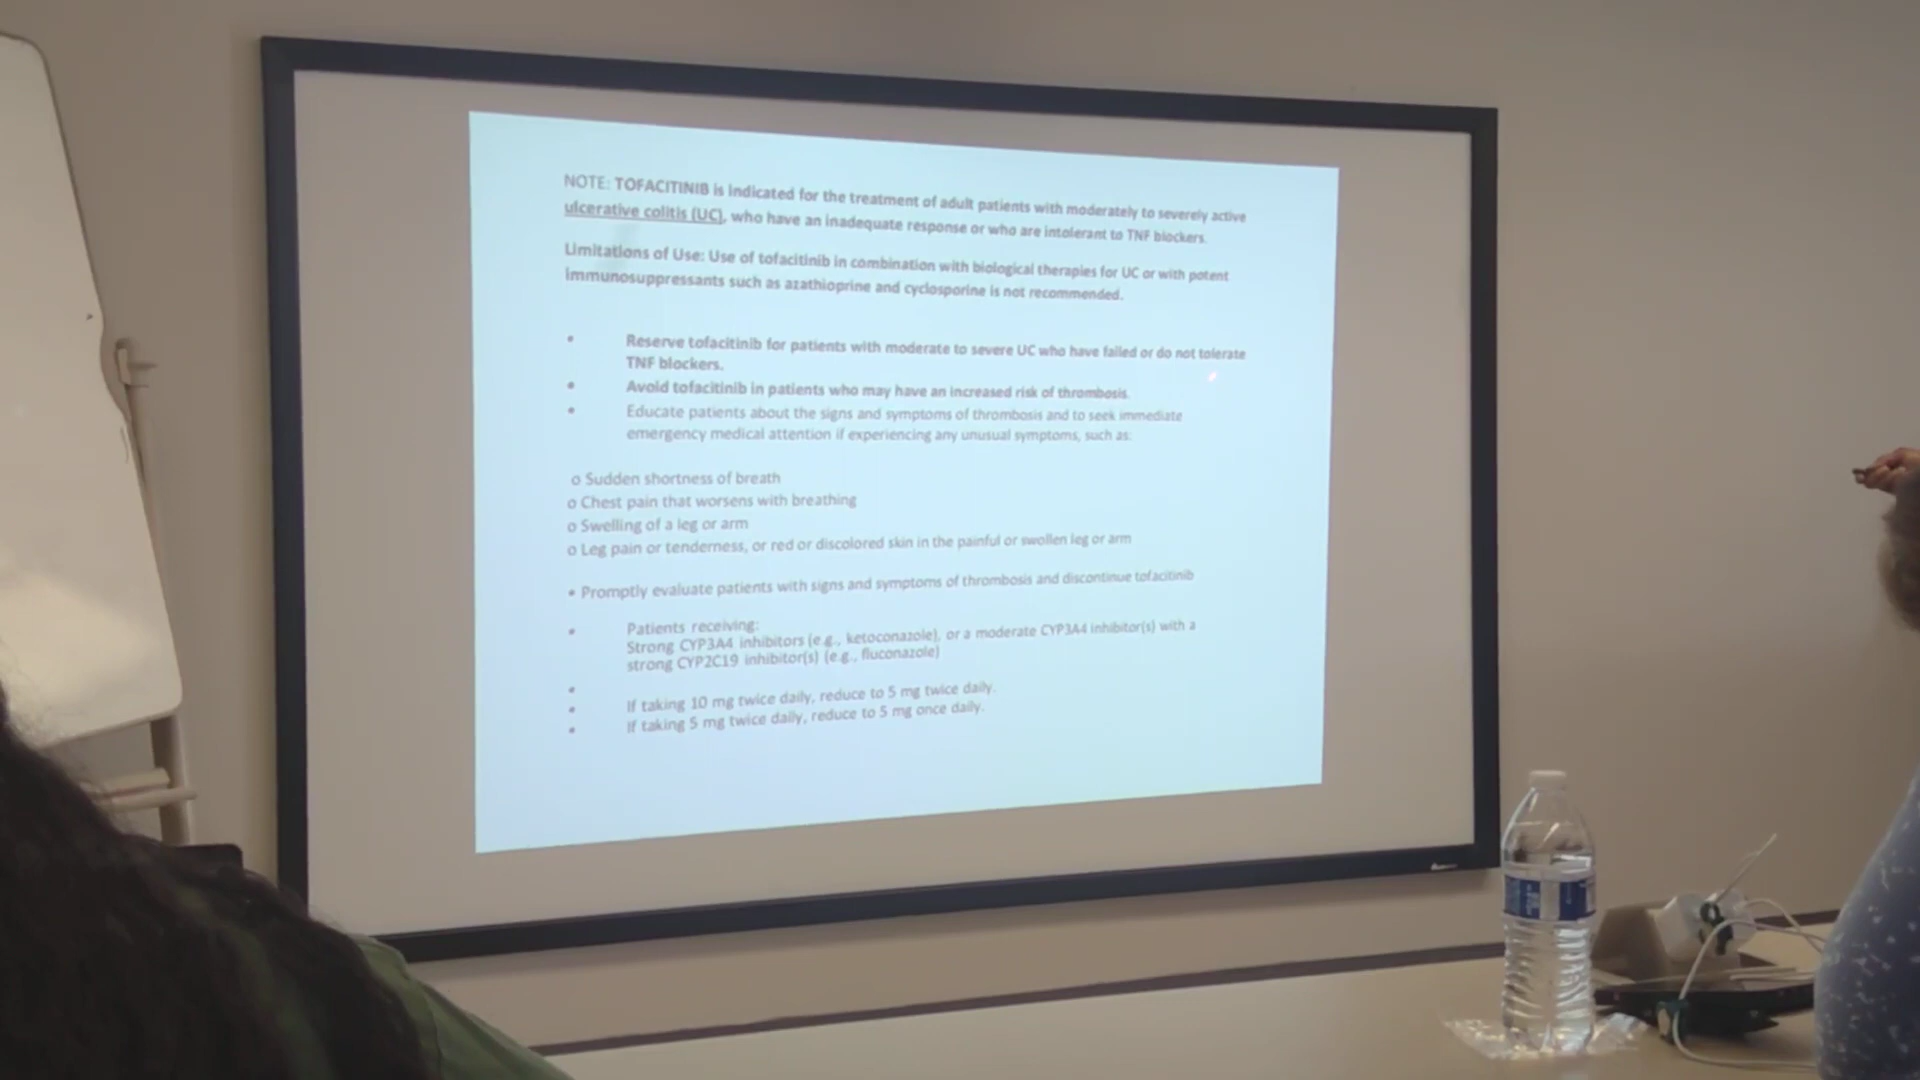 NOTE: TOFACITINIB is indicated for the treatment of adult patients with moderately to severely active
ulcerative colitis (UC), who have an inadequate response or who are intolerant to TNF blockers.
Limitations of Use: Use of tofacitinib in combination with biological therapies for UC or with potent
immunosuppressants such as azathioprine and cyclosporine is not recommended.
• Reserve tofacitinib for patients with moderate to severe UC who have failed or do not tolerate
TNF blockers.
• Avoid tofacitinib in patients who may have an increased risk of thrombosis.
• Educate patients about the signs and symptoms of thrombosis and to seek immediate
emergency medical attention if experiencing any unusual symptoms, such as:
o Sudden shortness of breath
o Chest pain that worsens with breathing
o Swelling of a leg or arm
o Leg pain or tenderness, or red or discolored skin in the painful or swollen leg or arm
• Promptly evaluate patients with signs and symptoms of thrombosis and discontinue tofacitinib
• Patients receiving:
Strong CYP3A4 inhibitors (e.g., ketoconazole), or a moderate CYP3A4 inhibitor(s) with a
strong CYP2C19 inhibitor(s) (e.g., fluconazole)
•
• If taking 10 mg twice daily, reduce to 5 mg twice daily.
• If taking 5 mg twice daily, reduce to 5 mg once daily.